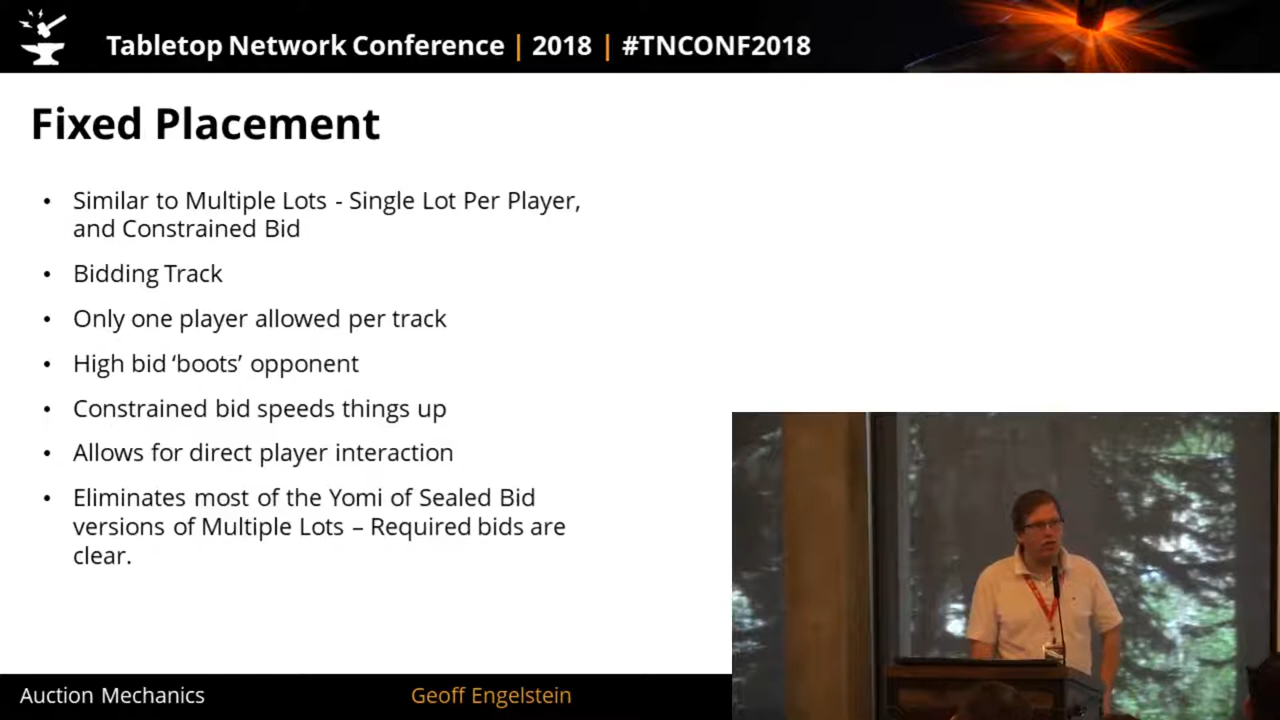 Tabletop Network Conference | 2018 | #TNCONF2018
Fixed Placement
• Similar to Multiple Lots - Single Lot Per Player,
and Constrained Bid
• Bidding Track
• Only one player allowed per track
• High bid ‘boots’ opponent
• Constrained bid speeds things up
• Allows for direct player interaction
• Eliminates most of the Yomi of Sealed Bid
versions of Multiple Lots – Required bids are
clear.
Auction Mechanics
Geoff Engelstein